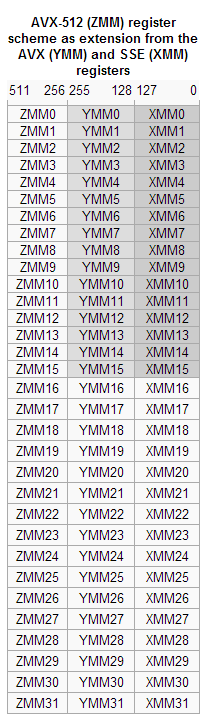 AVX-512 (ZMM) register
scheme as extension from the
AVX (YMM) and SSE (XMM)
registers
511 256 255 128 127 0
ZMM0 YMM0 XMM0
ZMM1 YMM1 XMM1
ZMM2 YMM2 XMM2
ZMM3 YMM3 XMM3
ZMM4 YMM4 XMM4
ZMM5 YMM5 XMM5
ZMM6 YMM6 XMM6
ZMM7 YMM7 XMM7
ZMM8 YMM8 XMM8
ZMM9 YMM9 XMM9
ZMM10 YMM10 XMM10
ZMM11 YMM11 XMM11
ZMM12 YMM12 XMM12
ZMM13 YMM13 XMM13
ZMM14 YMM14 XMM14
ZMM15 YMM15 XMM15
ZMM16 YMM16 XMM16
ZMM17 YMM17 XMM17
ZMM18 YMM18 XMM18
ZMM19 YMM19 XMM19
ZMM20 YMM20 XMM20
ZMM21 YMM21 XMM21
ZMM22 YMM22 XMM22
ZMM23 YMM23 XMM23
ZMM24 YMM24 XMM24
ZMM25 YMM25 XMM25
ZMM26 YMM26 XMM26
ZMM27 YMM27 XMM27
ZMM28 YMM28 XMM28
ZMM29 YMM29 XMM29
ZMM30 YMM30 XMM30
ZMM31 YMM31 XMM31